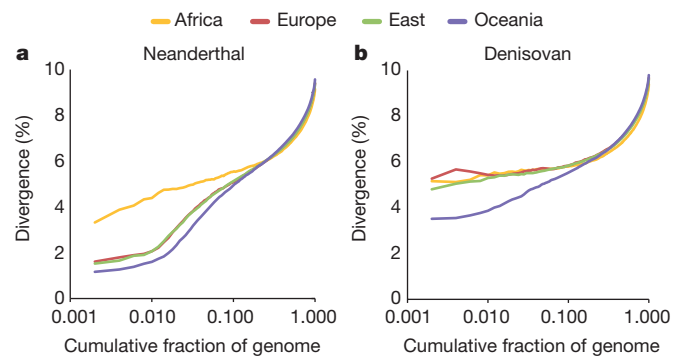 Africa Europe East Oceania
a Neanderthal
b Denisovan
10
8
6
4
2
0
Divergence (%)
0.001 0.010 0.100 1.000
Cumulative fraction of genome
10
8
6
4
2
0
Divergence (%)
0.001 0.010 0.100 1.000
Cumulative fraction of genome